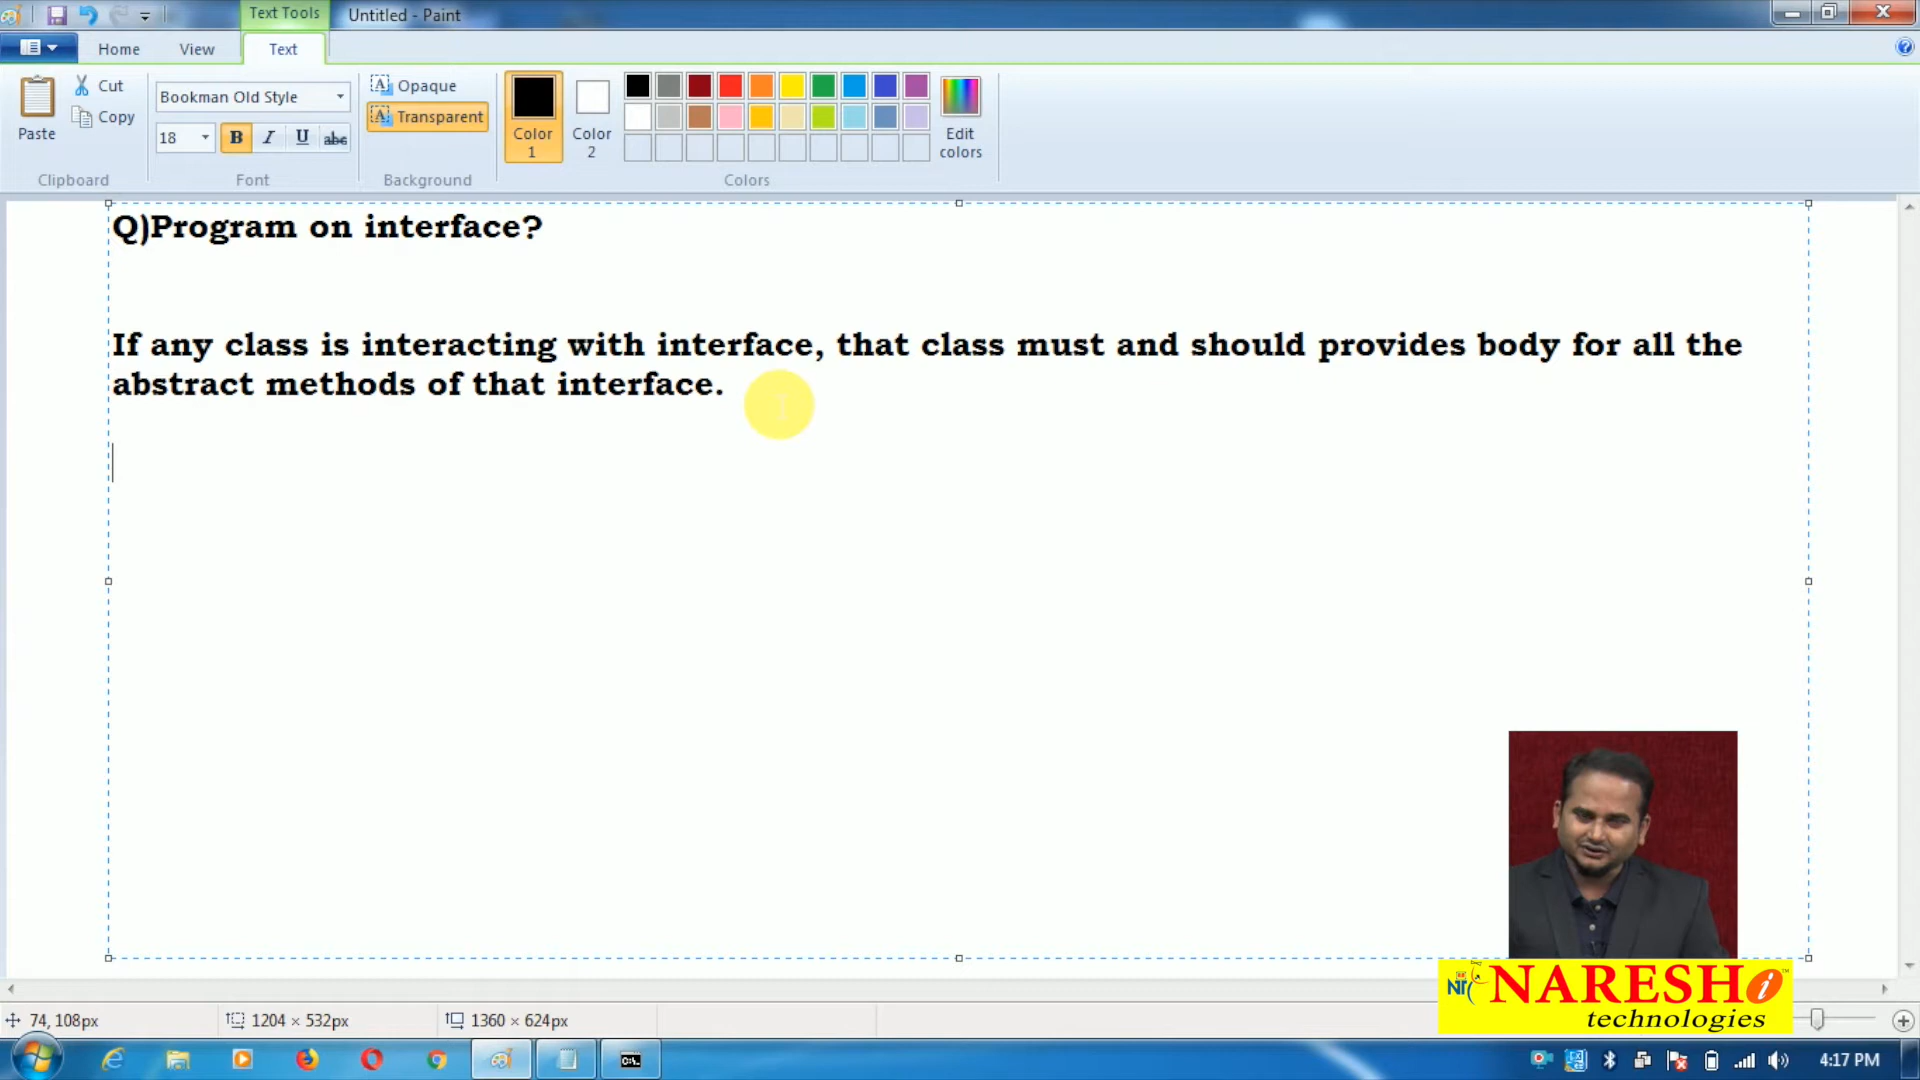 Text Tools
Untitled - Paint
Home
View
Text
Paste
Cut
Copy
Clipboard
Bookman Old Style
18
B
I
U
abc
Font
Opaque
Transparent
Background
Color
1
Color
2
Edit
colors
Colors
Q)Program on interface?
If any class is interacting with interface, that class must and should provides body for all the
abstract methods of that interface.
NARESH i
technologies
74, 108px
1204 × 532px
1360 × 624px
4:17 PM